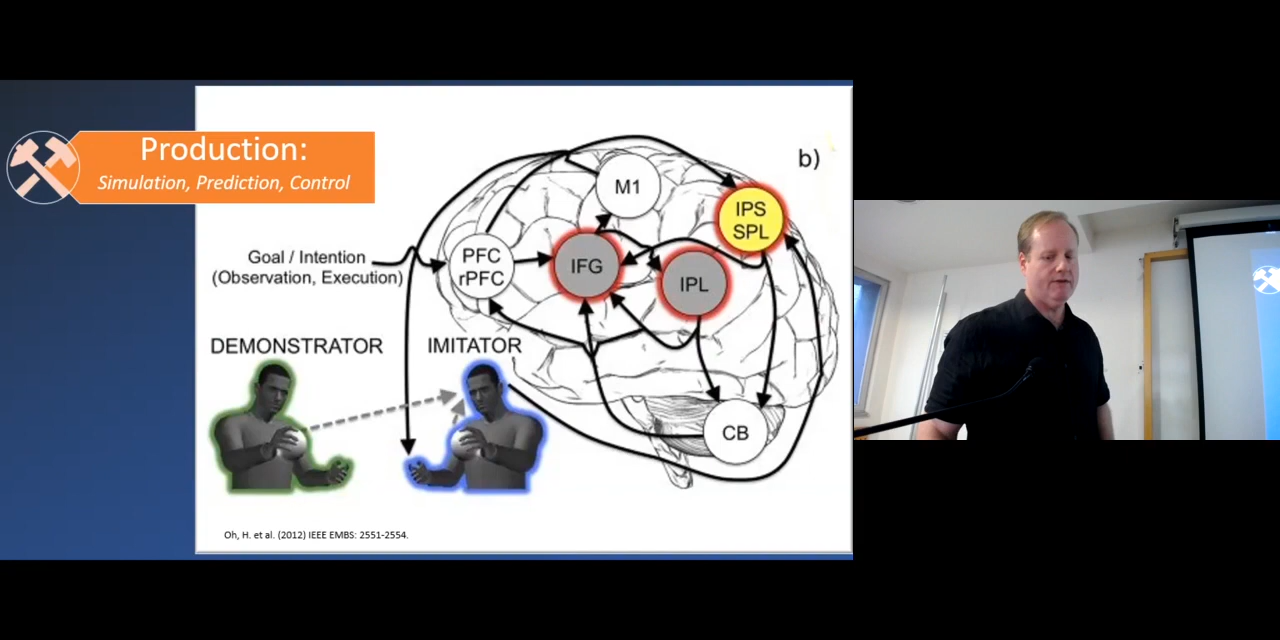 Production:
Simulation, Prediction, Control
b)
M1
IPS
SPL
Goal / Intention
(Observation, Execution)
PFC
rPFC
IFG
IPL
DEMONSTRATOR
IMITATOR
CB
Oh, H. et al. (2012) IEEE EMBS: 2551-2554.